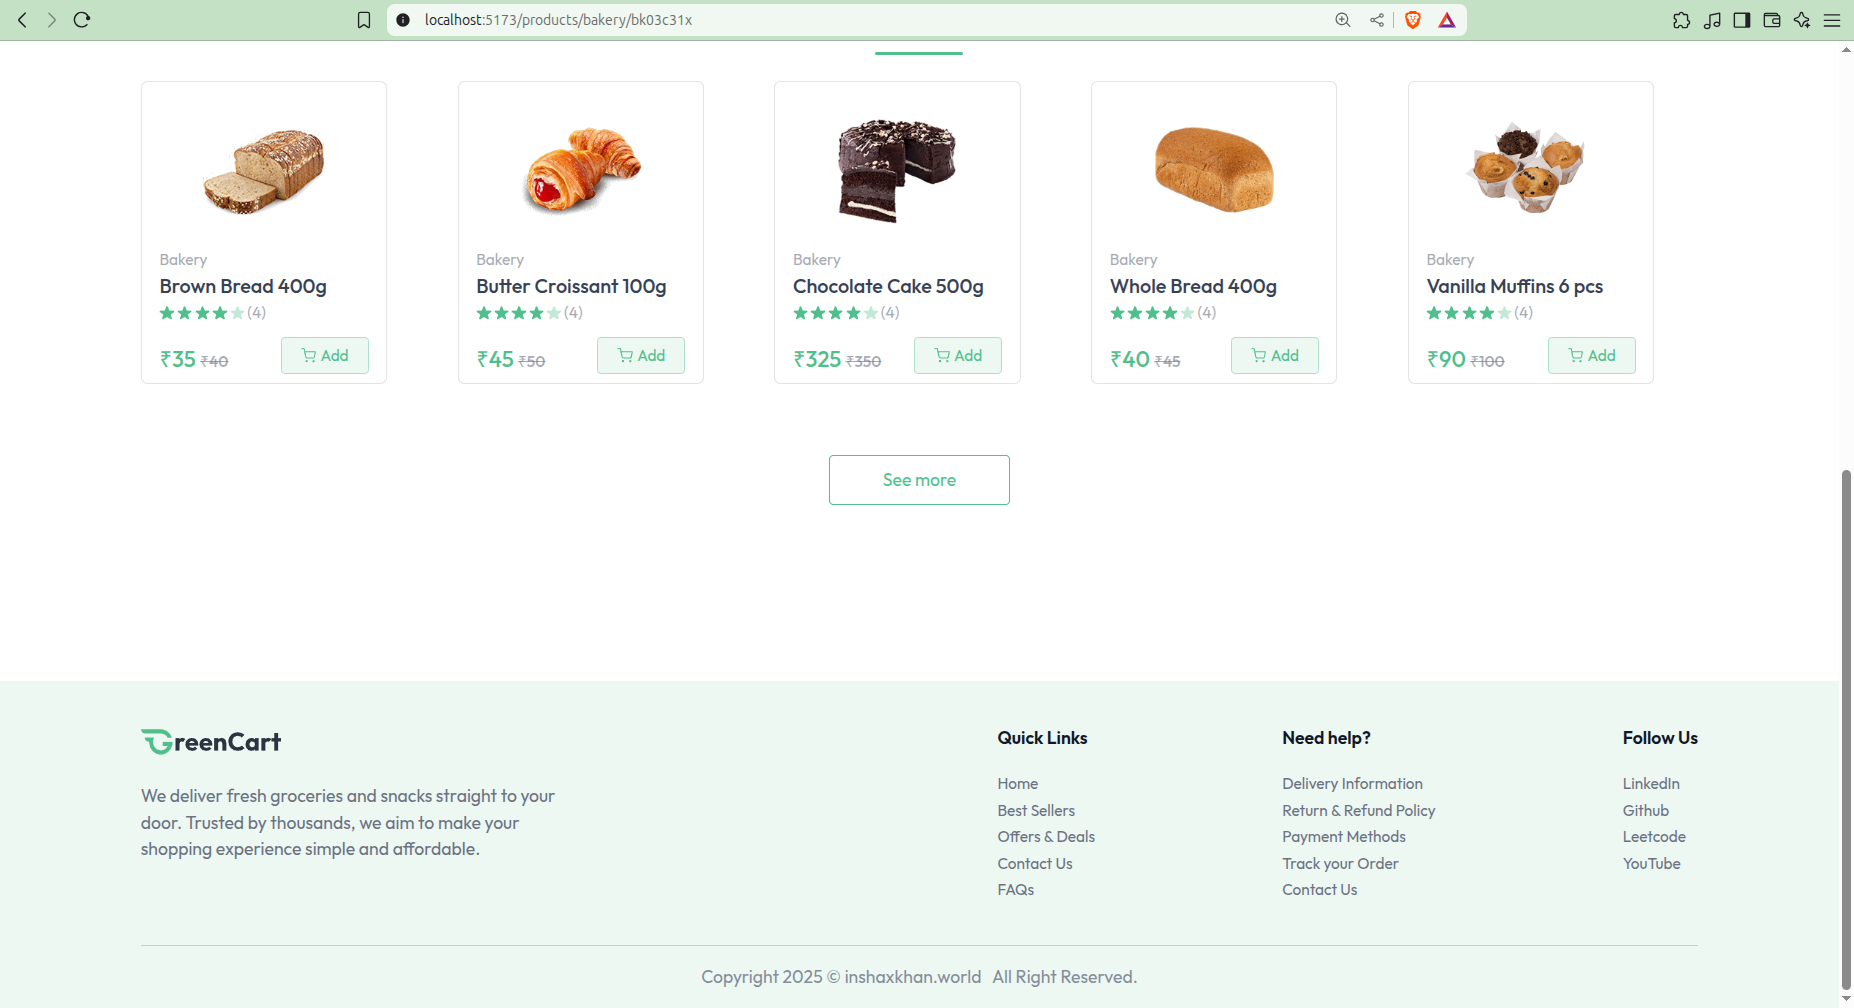 localhost:5173/products/bakery/bk03c31x
Bakery
Brown Bread 400g
(4)
₹35 ₹40
Add
Bakery
Butter Croissant 100g
(4)
₹45 ₹50
Add
Bakery
Chocolate Cake 500g
(4)
₹325 ₹350
Add
Bakery
Whole Bread 400g
(4)
₹40 ₹45
Add
Bakery
Vanilla Muffins 6 pcs
(4)
₹90 ₹100
Add
See more
GreenCart
We deliver fresh groceries and snacks straight to your
door. Trusted by thousands, we aim to make your
shopping experience simple and affordable.
Quick Links
Home
Best Sellers
Offers & Deals
Contact Us
FAQs
Need help?
Delivery Information
Return & Refund Policy
Payment Methods
Track your Order
Contact Us
Follow Us
LinkedIn
Github
Leetcode
YouTube
Copyright 2025 © inshaxkhan.world All Right Reserved.